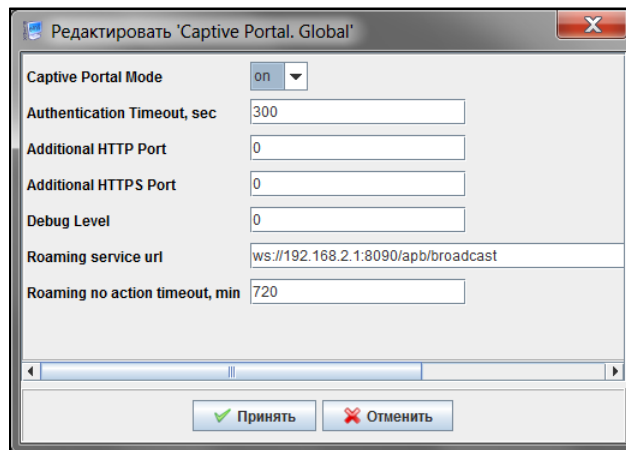 Редактировать 'Captive Portal. Global'
Captive Portal Mode on
Authentication Timeout, sec 300
Additional HTTP Port 0
Additional HTTPS Port 0
Debug Level 0
Roaming service url ws://192.168.2.1:8090/apb/broadcast
Roaming no action timeout, min 720
Принять Отменить